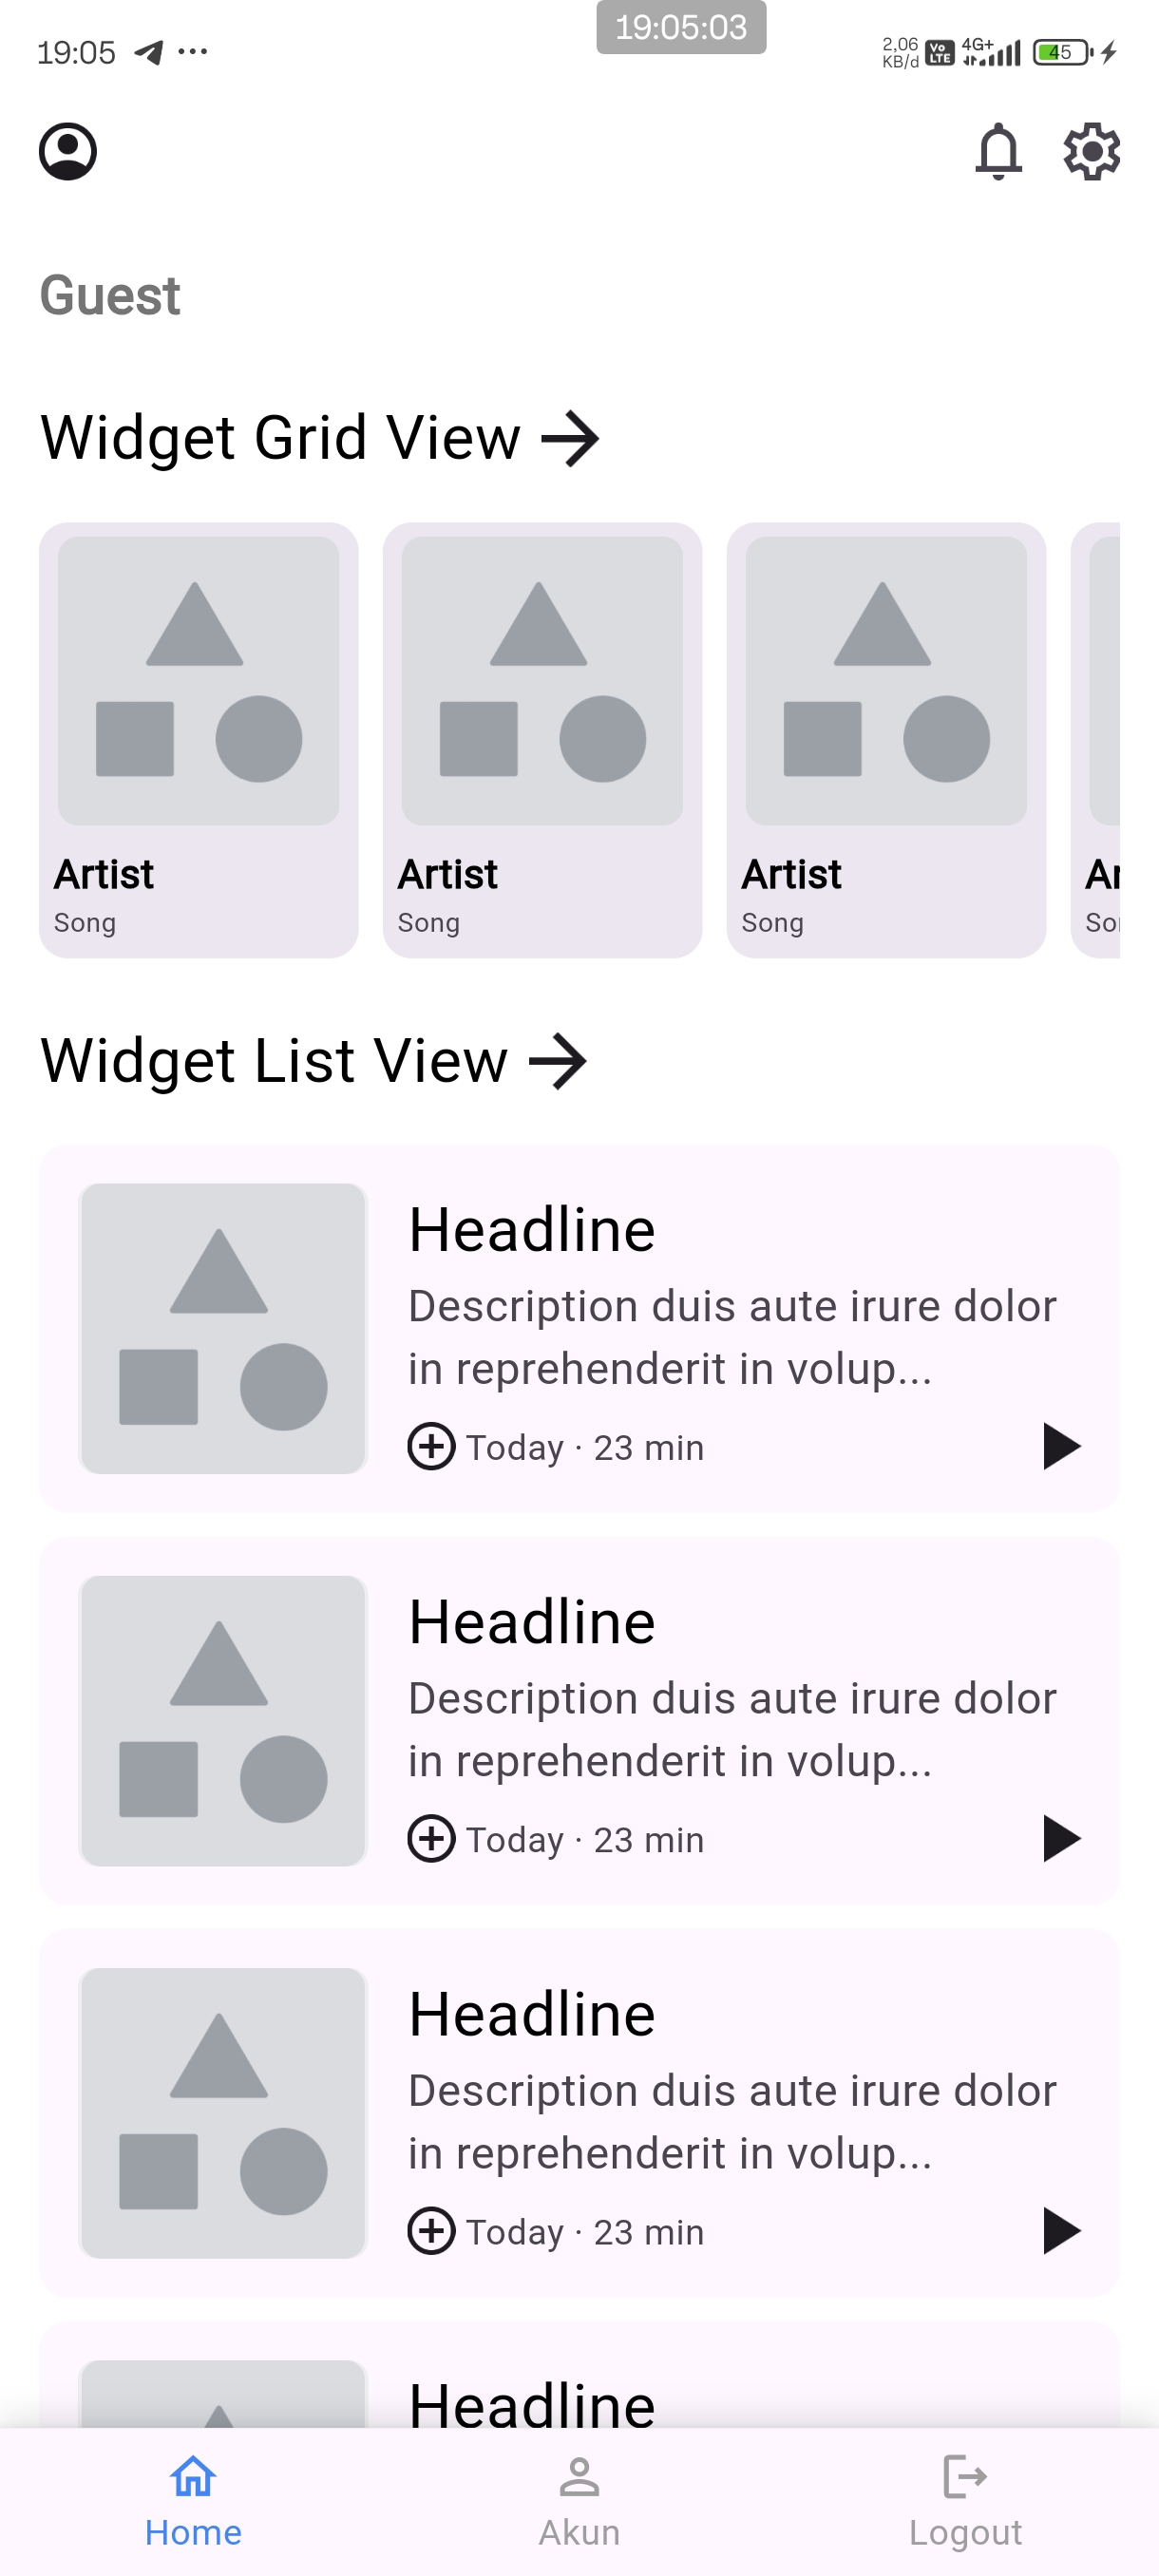 19:05:03
19:05
2,06
KB/d
Vo
LTE
4G+
45
Guest
Widget Grid View
Artist
Song
Artist
Song
Artist
Song
Ar
So
Widget List View
Headline
Description duis aute irure dolor
in reprehenderit in volup...
Today · 23 min
Headline
Description duis aute irure dolor
in reprehenderit in volup...
Today · 23 min
Headline
Description duis aute irure dolor
in reprehenderit in volup...
Today · 23 min
Headline
Home
Akun
Logout